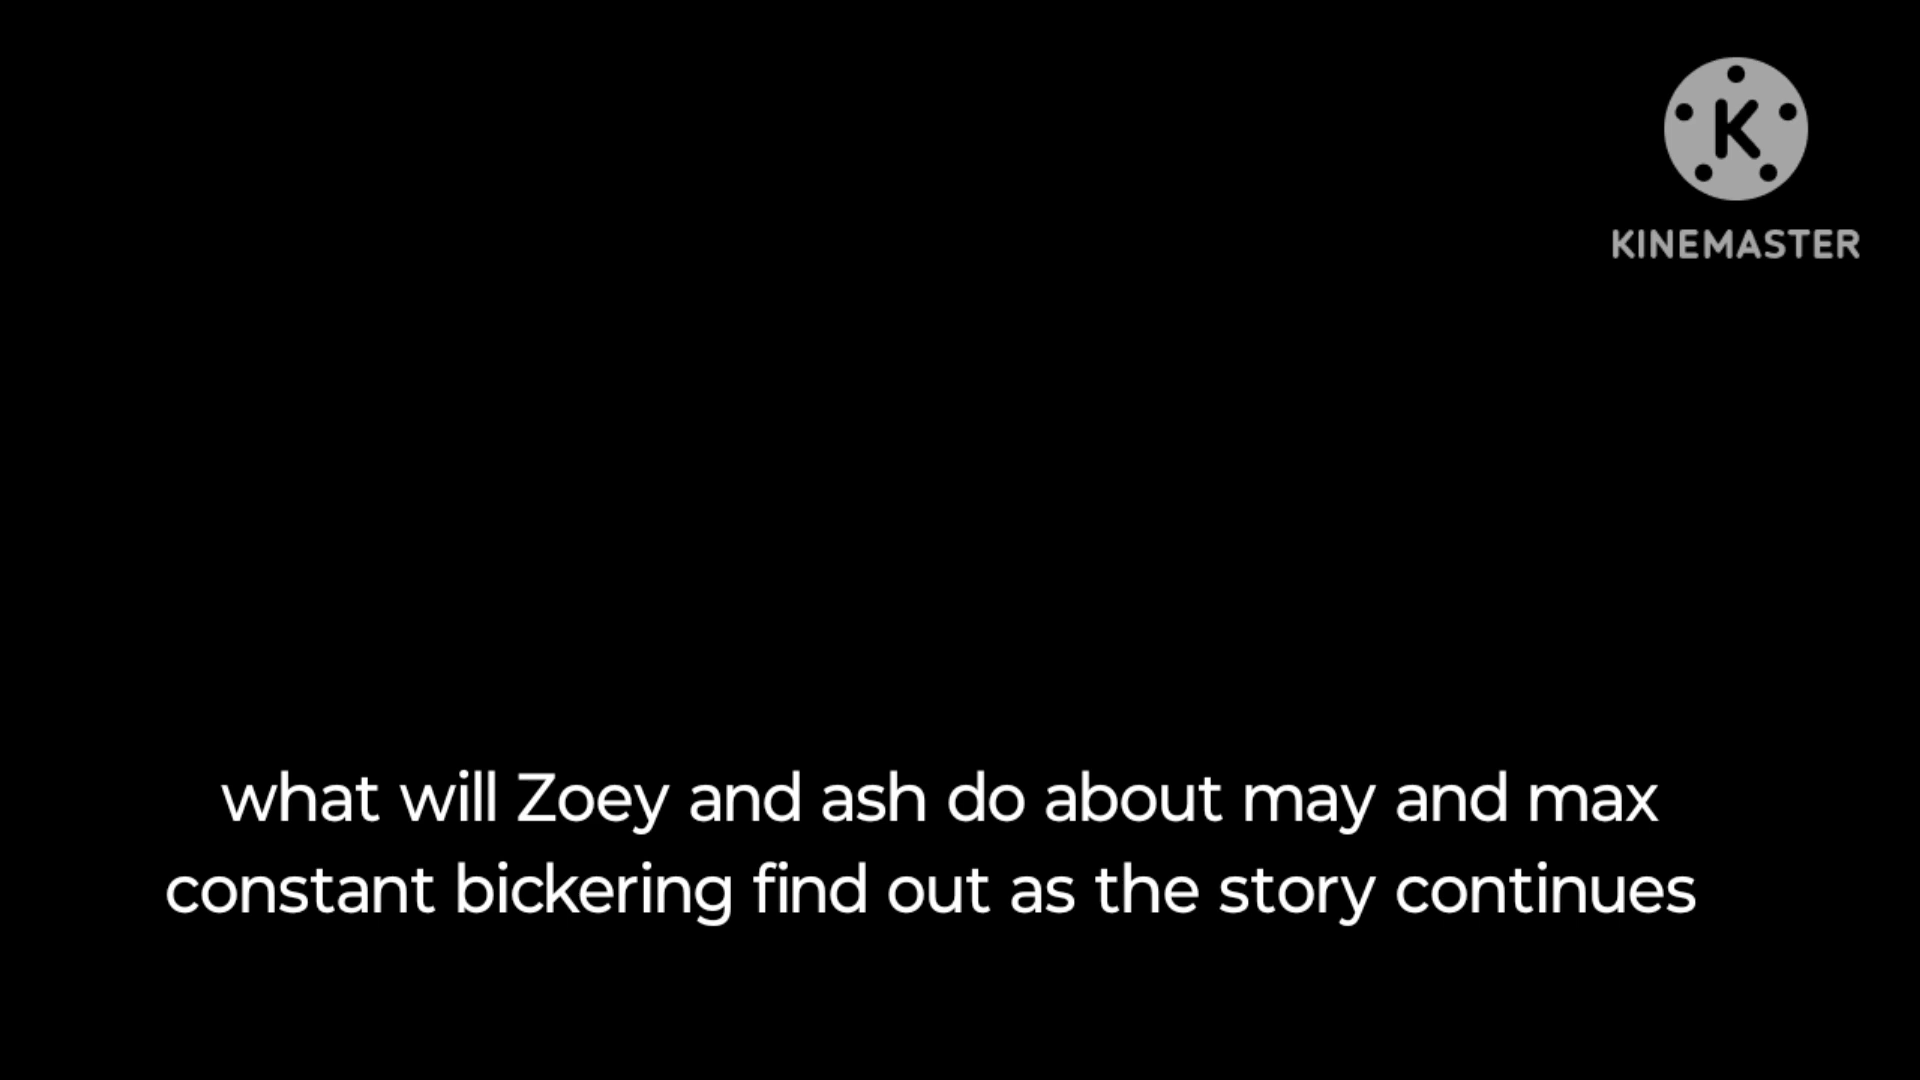 K
KINEMASTER
what will Zoey and ash do about may and max
constant bickering find out as the story continues